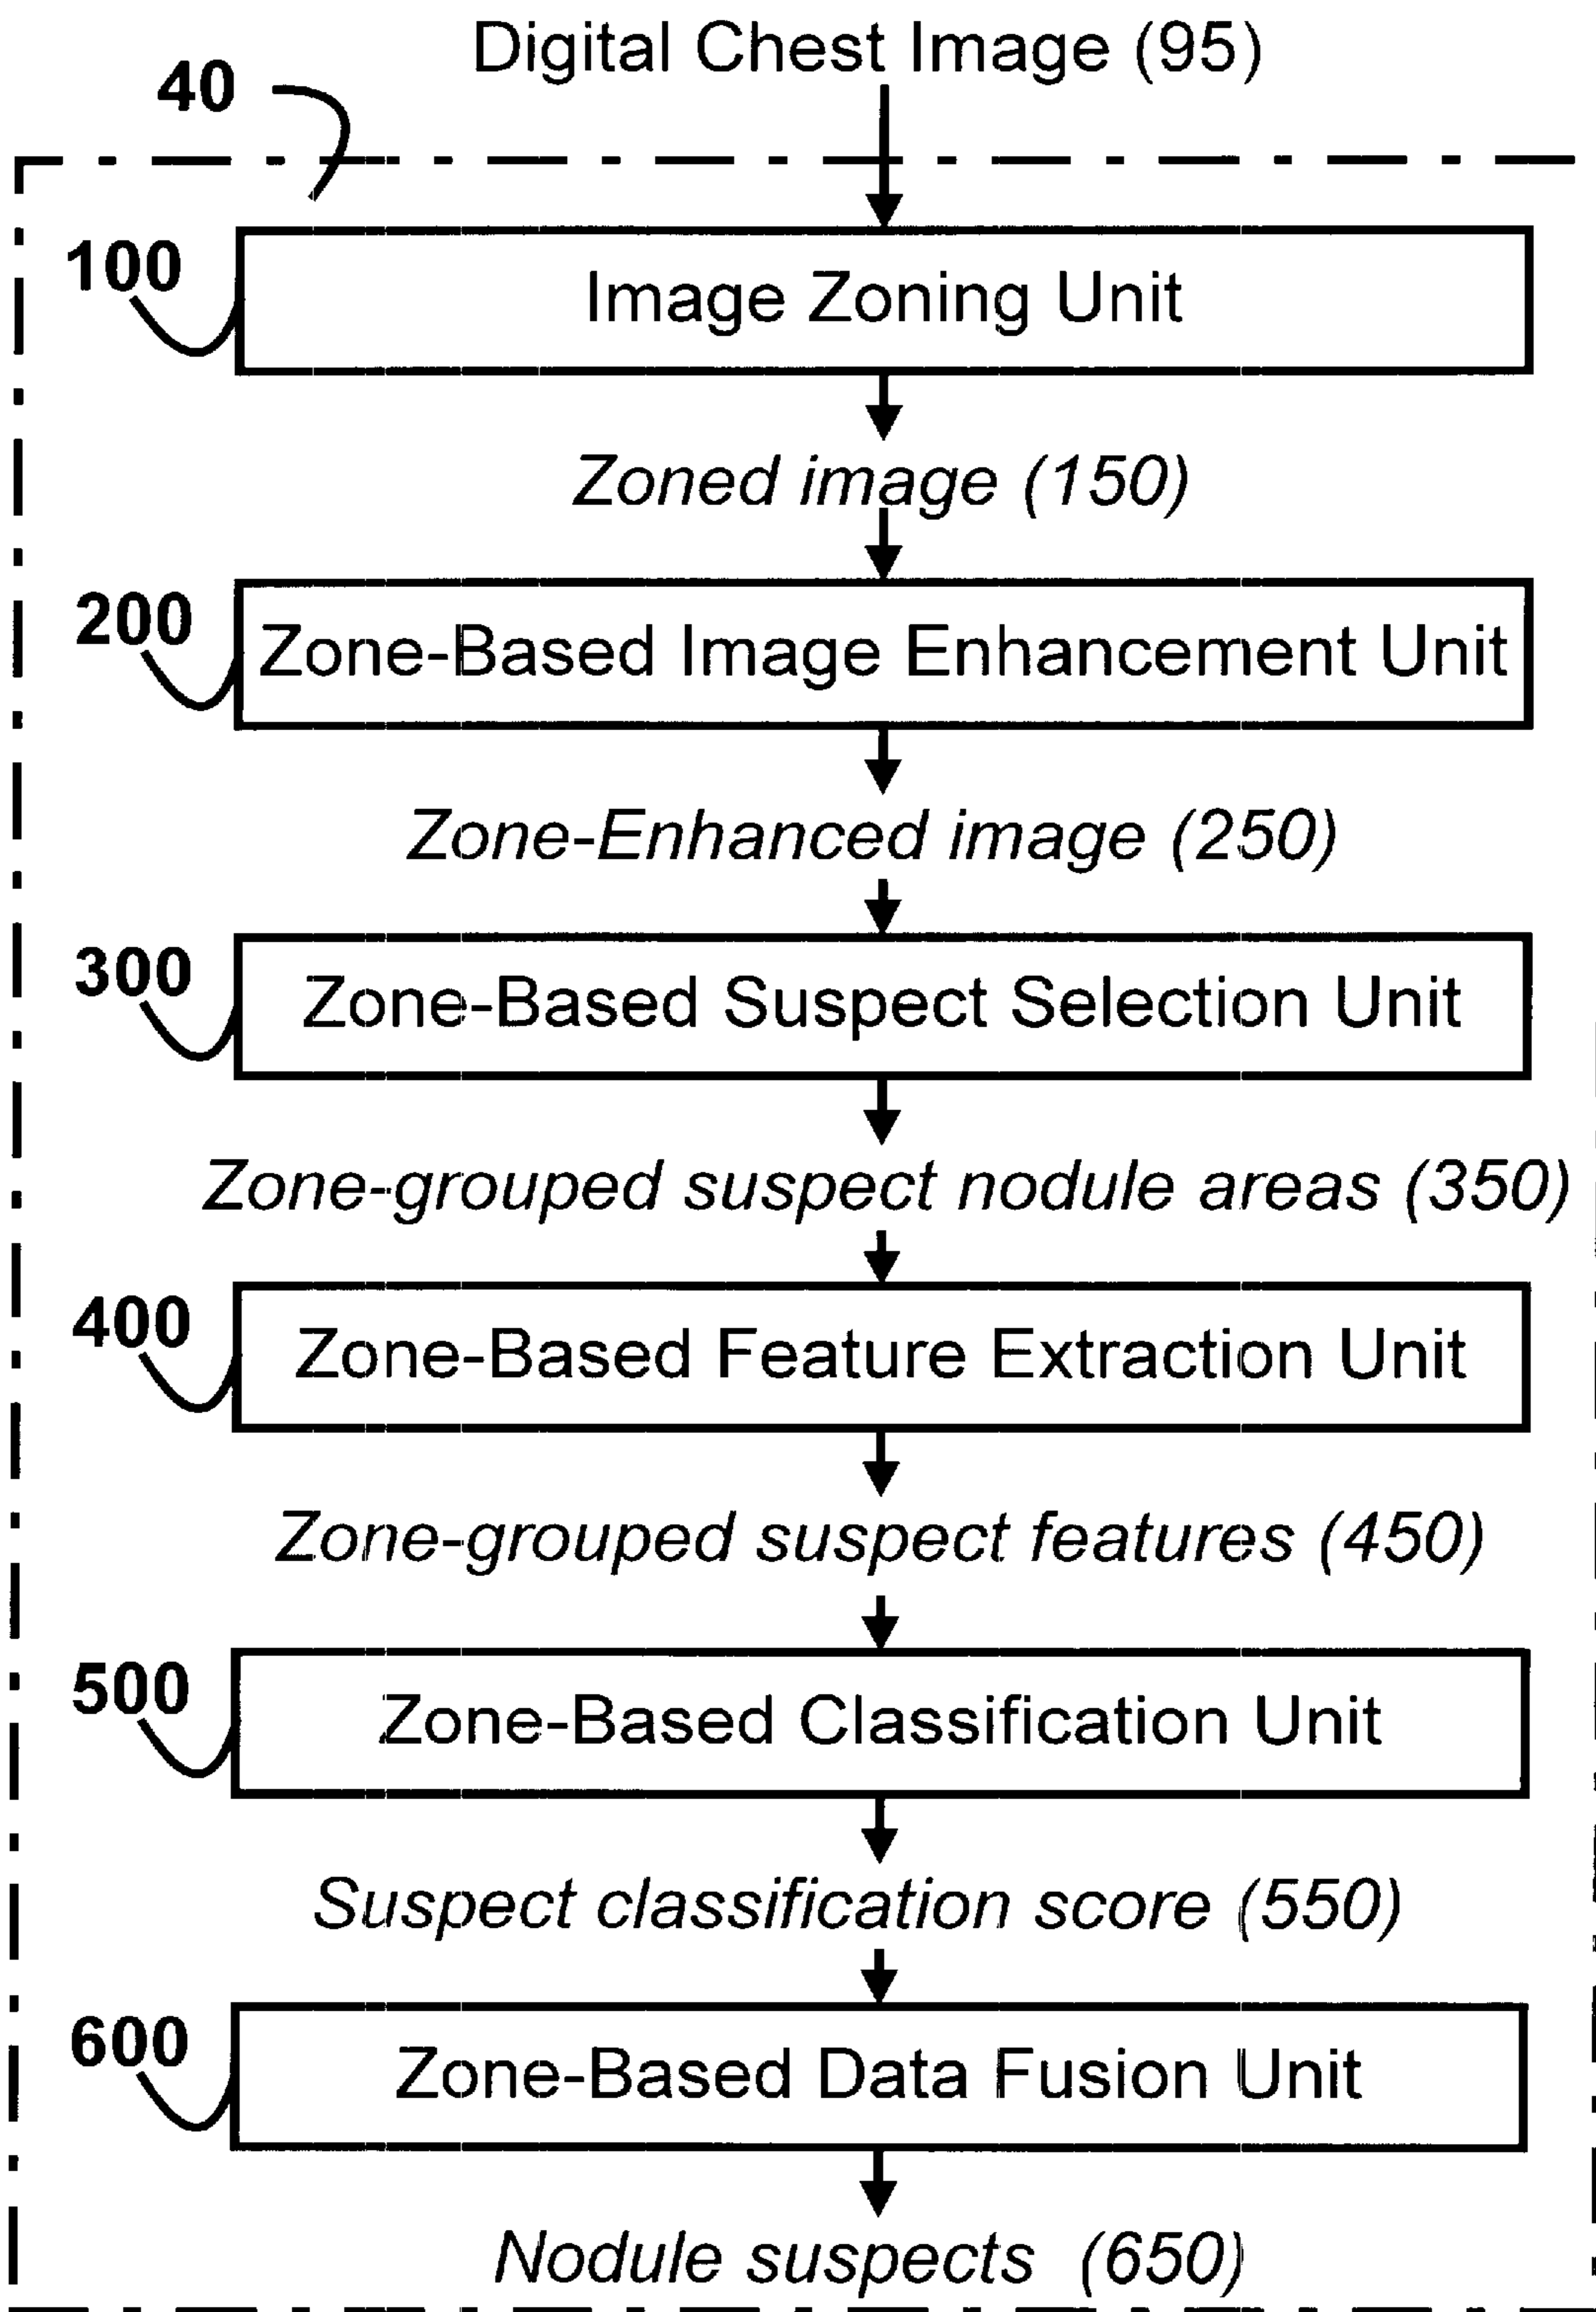 Digital Chest Image (95)
40
100
Image Zoning Unit
Zoned image (150)
200
Zone-Based Image Enhancement Unit
Zone-Enhanced image (250)
300
Zone-Based Suspect Selection Unit
Zone-grouped suspect nodule areas (350)
400
Zone-Based Feature Extraction Unit
Zone-grouped suspect features (450)
500
Zone-Based Classification Unit
Suspect classification score (550)
600
Zone-Based Data Fusion Unit
Nodule suspects (650)